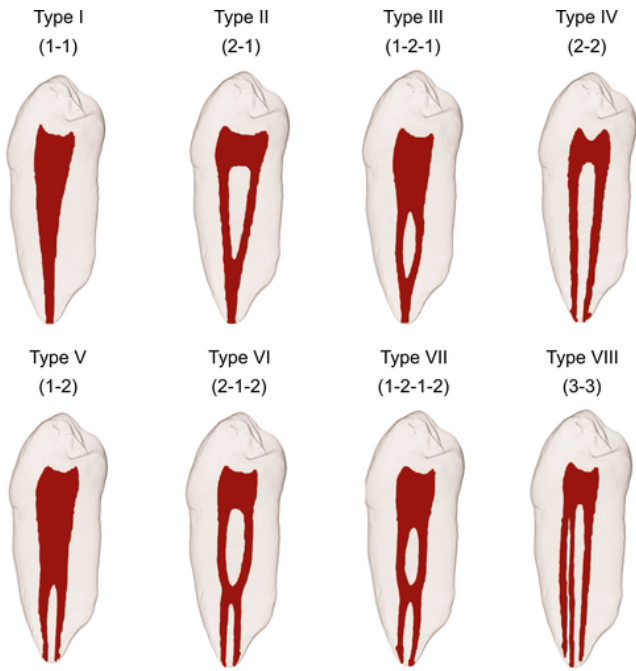 Type I
(1-1)
Type II
(2-1)
Type III
(1-2-1)
Type IV
(2-2)
Type V
(1-2)
Type VI
(2-1-2)
Type VII
(1-2-1-2)
Type VIII
(3-3)